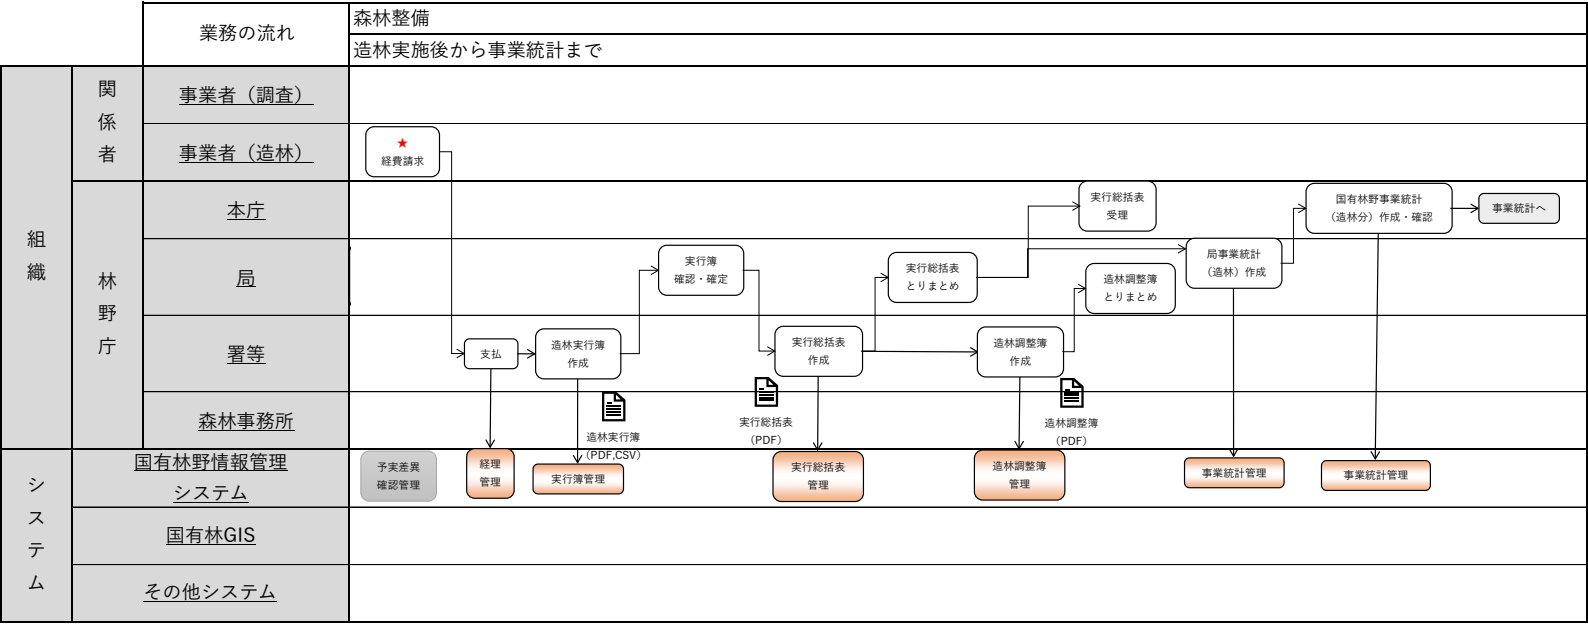 業務の流れ
森林整備
造林実施後から事業統計まで
組織
関係者
事業者（調査）
事業者（造林）
★
経費請求
林野庁
本庁
実行総括表
受理
国有林野事業統計
（造林分）作成・確認
事業統計へ
局
実行簿
確認・確定
実行総括表
とりまとめ
造林調整簿
とりまとめ
局事業統計
（造林）作成
署等
支払
造林実行簿
作成
実行総括表
作成
造林調整簿
作成
森林事務所
造林実行簿
（PDF,CSV）
実行総括表
（PDF）
造林調整簿
（PDF）
システム
国有林野情報管理
システム
予実差異
確認管理
経理
管理
実行簿管理
実行総括表
管理
造林調整簿
管理
事業統計管理
事業統計管理
国有林GIS
その他システム